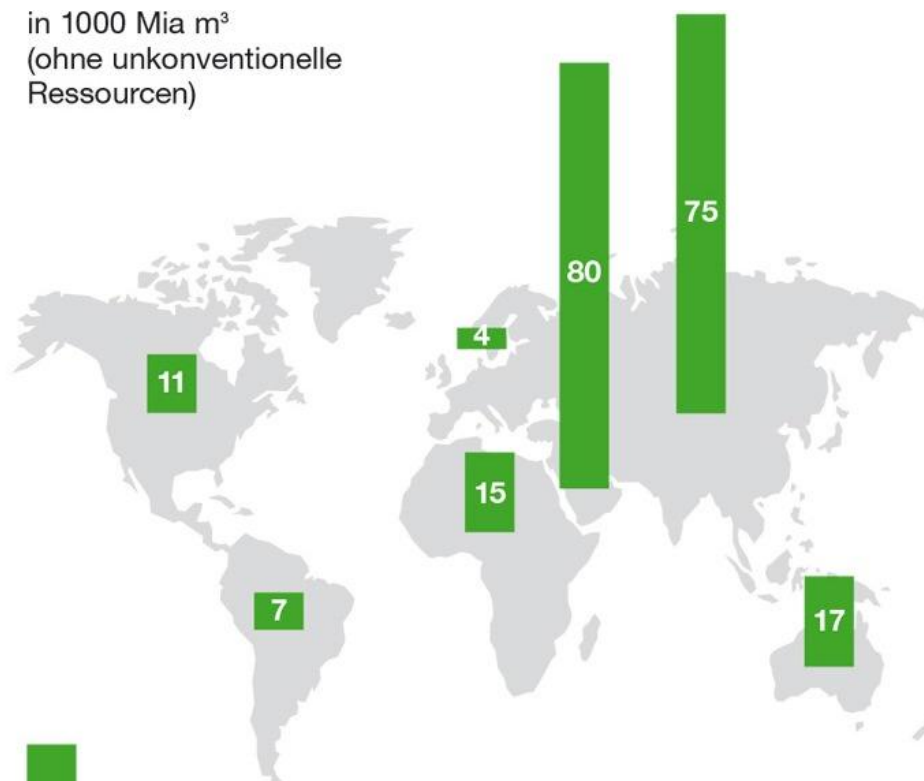 in 1000 Mia m³
(ohne unkonventionelle
Ressourcen)
75
80
4
11
15
7
17